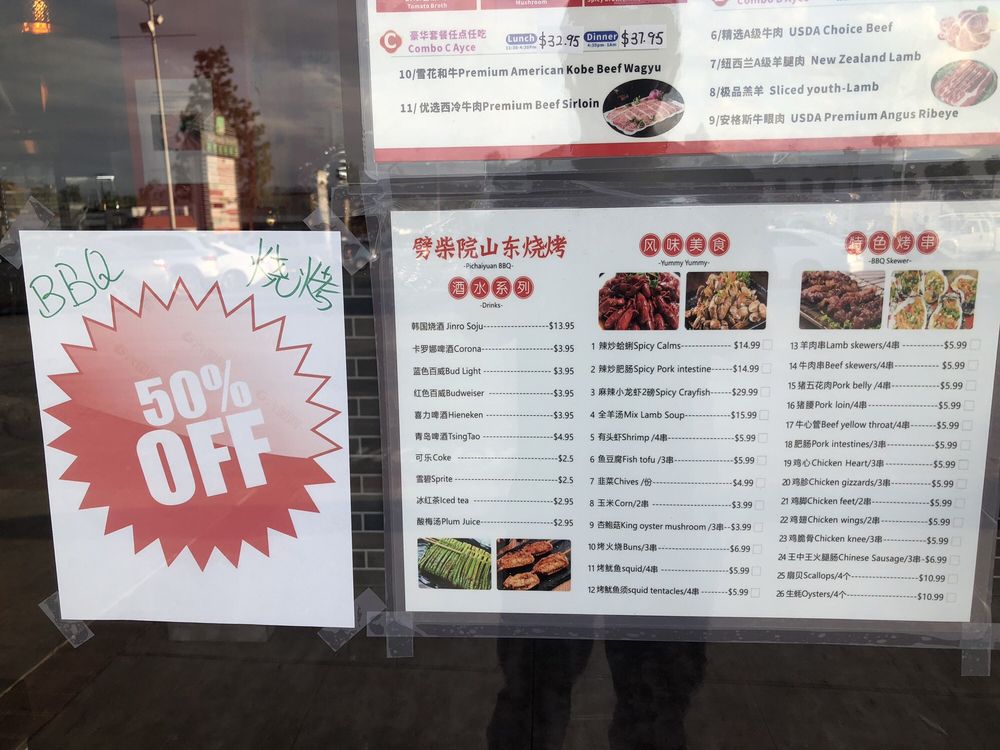 Tomato Broth
Mushroom
C 豪华套餐任点任吃
Combo C Ayce
Lunch $32.95 Dinner $37.95
11:00-4:30PM 4:30pm-1Am
10/雪花和牛Premium American Kobe Beef Wagyu
11/ 优选西冷牛肉Premium Beef Sirloin
6/精选A级牛肉 USDA Choice Beef
7/纽西兰A级羊腿肉 New Zealand Lamb
8/极品羔羊 Sliced youth-Lamb
9/安格斯牛眼肉 USDA Premium Angus Ribeye
BBQ 烧烤
50%
OFF
劈柴院山东烧烤
-Pichaiyuan BBQ-
酒水系列
-Drinks-
韩国烧酒 Jinro Soju--------------------$13.95
卡罗娜啤酒Corona--------------------$3.95
蓝色百威Bud Light --------------------$3.95
红色百威Budweiser --------------------$3.95
喜力啤酒Hieneken --------------------$3.95
青岛啤酒TsingTao --------------------$4.95
可乐Coke --------------------$2.5
雪碧Sprite --------------------$2.5
冰红茶Iced tea --------------------$2.95
酸梅汤Plum Juice--------------------$2.95
风味美食
-Yummy Yummy-
1 辣炒蛤蜊Spicy Calms----------------$14.99
2 辣炒肥肠Spicy Pork intestine------$14.99
3 麻辣小龙虾2磅Spicy Crayfish-----$29.99
4 全羊汤Mix Lamb Soup------------$15.99
5 有头虾Shrimp /4串----------------$5.99
6 鱼豆腐Fish tofu /3串---------------$5.99
7 韭菜Chives /份----------------$4.99
8 玉米Corn/2串 ----------------$3.99
9 杏鲍菇King oyster mushroom /3串--$3.99
10 烤火烧Buns/3串----------------$6.99
11 烤鱿鱼squid/4串 ----------------$5.99
12 烤鱿鱼须squid tentacles/4串 -------$5.99
特色烤串
-BBQ Skewer-
13 羊肉串Lamb skewers/4串 ----------$5.99
14 牛肉串Beef skewers/4串 ----------$5.99
15 猪五花肉Pork belly /4串----------$5.99
16 猪腰Pork loin/4串----------------$5.99
17 牛心管Beef yellow throat/4串-------$5.99
18 肥肠Pork intestines/3串------------$5.99
19 鸡心Chicken Heart/3串-------------$5.99
20 鸡胗Chicken gizzards/3串----------$5.99
21 鸡脚Chicken feet/2串--------------$5.99
22 鸡翅Chicken wings/2串 -----------$5.99
23 鸡脆骨Chicken knee/3串-----------$5.99
24 王中王火腿肠Chinese Sausage/3串-$6.99
25 扇贝Scallops/4个-----------------$10.99
26 生蚝Oysters/4个------------------$10.99